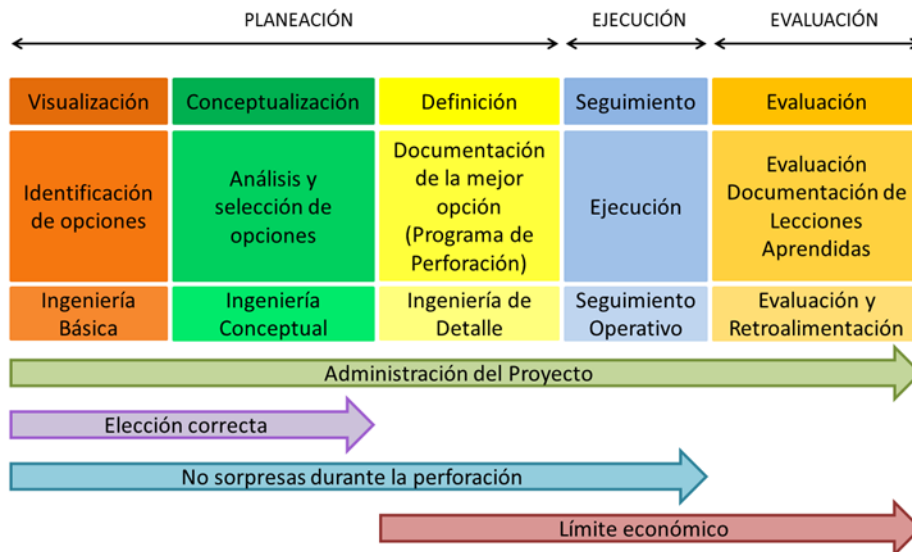 PLANEACIÓN
EJECUCIÓN
EVALUACIÓN
Visualización
Conceptualización
Definición
Seguimiento
Evaluación
Identificación
de opciones
Análisis y
selección de
opciones
Documentación
de la mejor
opción
(Programa de
Perforación)
Ejecución
Evaluación
Documentación de
Lecciones
Aprendidas
Ingeniería
Básica
Ingeniería
Conceptual
Ingeniería de
Detalle
Seguimiento
Operativo
Evaluación y
Retroalimentación
Administración del Proyecto
Elección correcta
No sorpresas durante la perforación
Límite económico